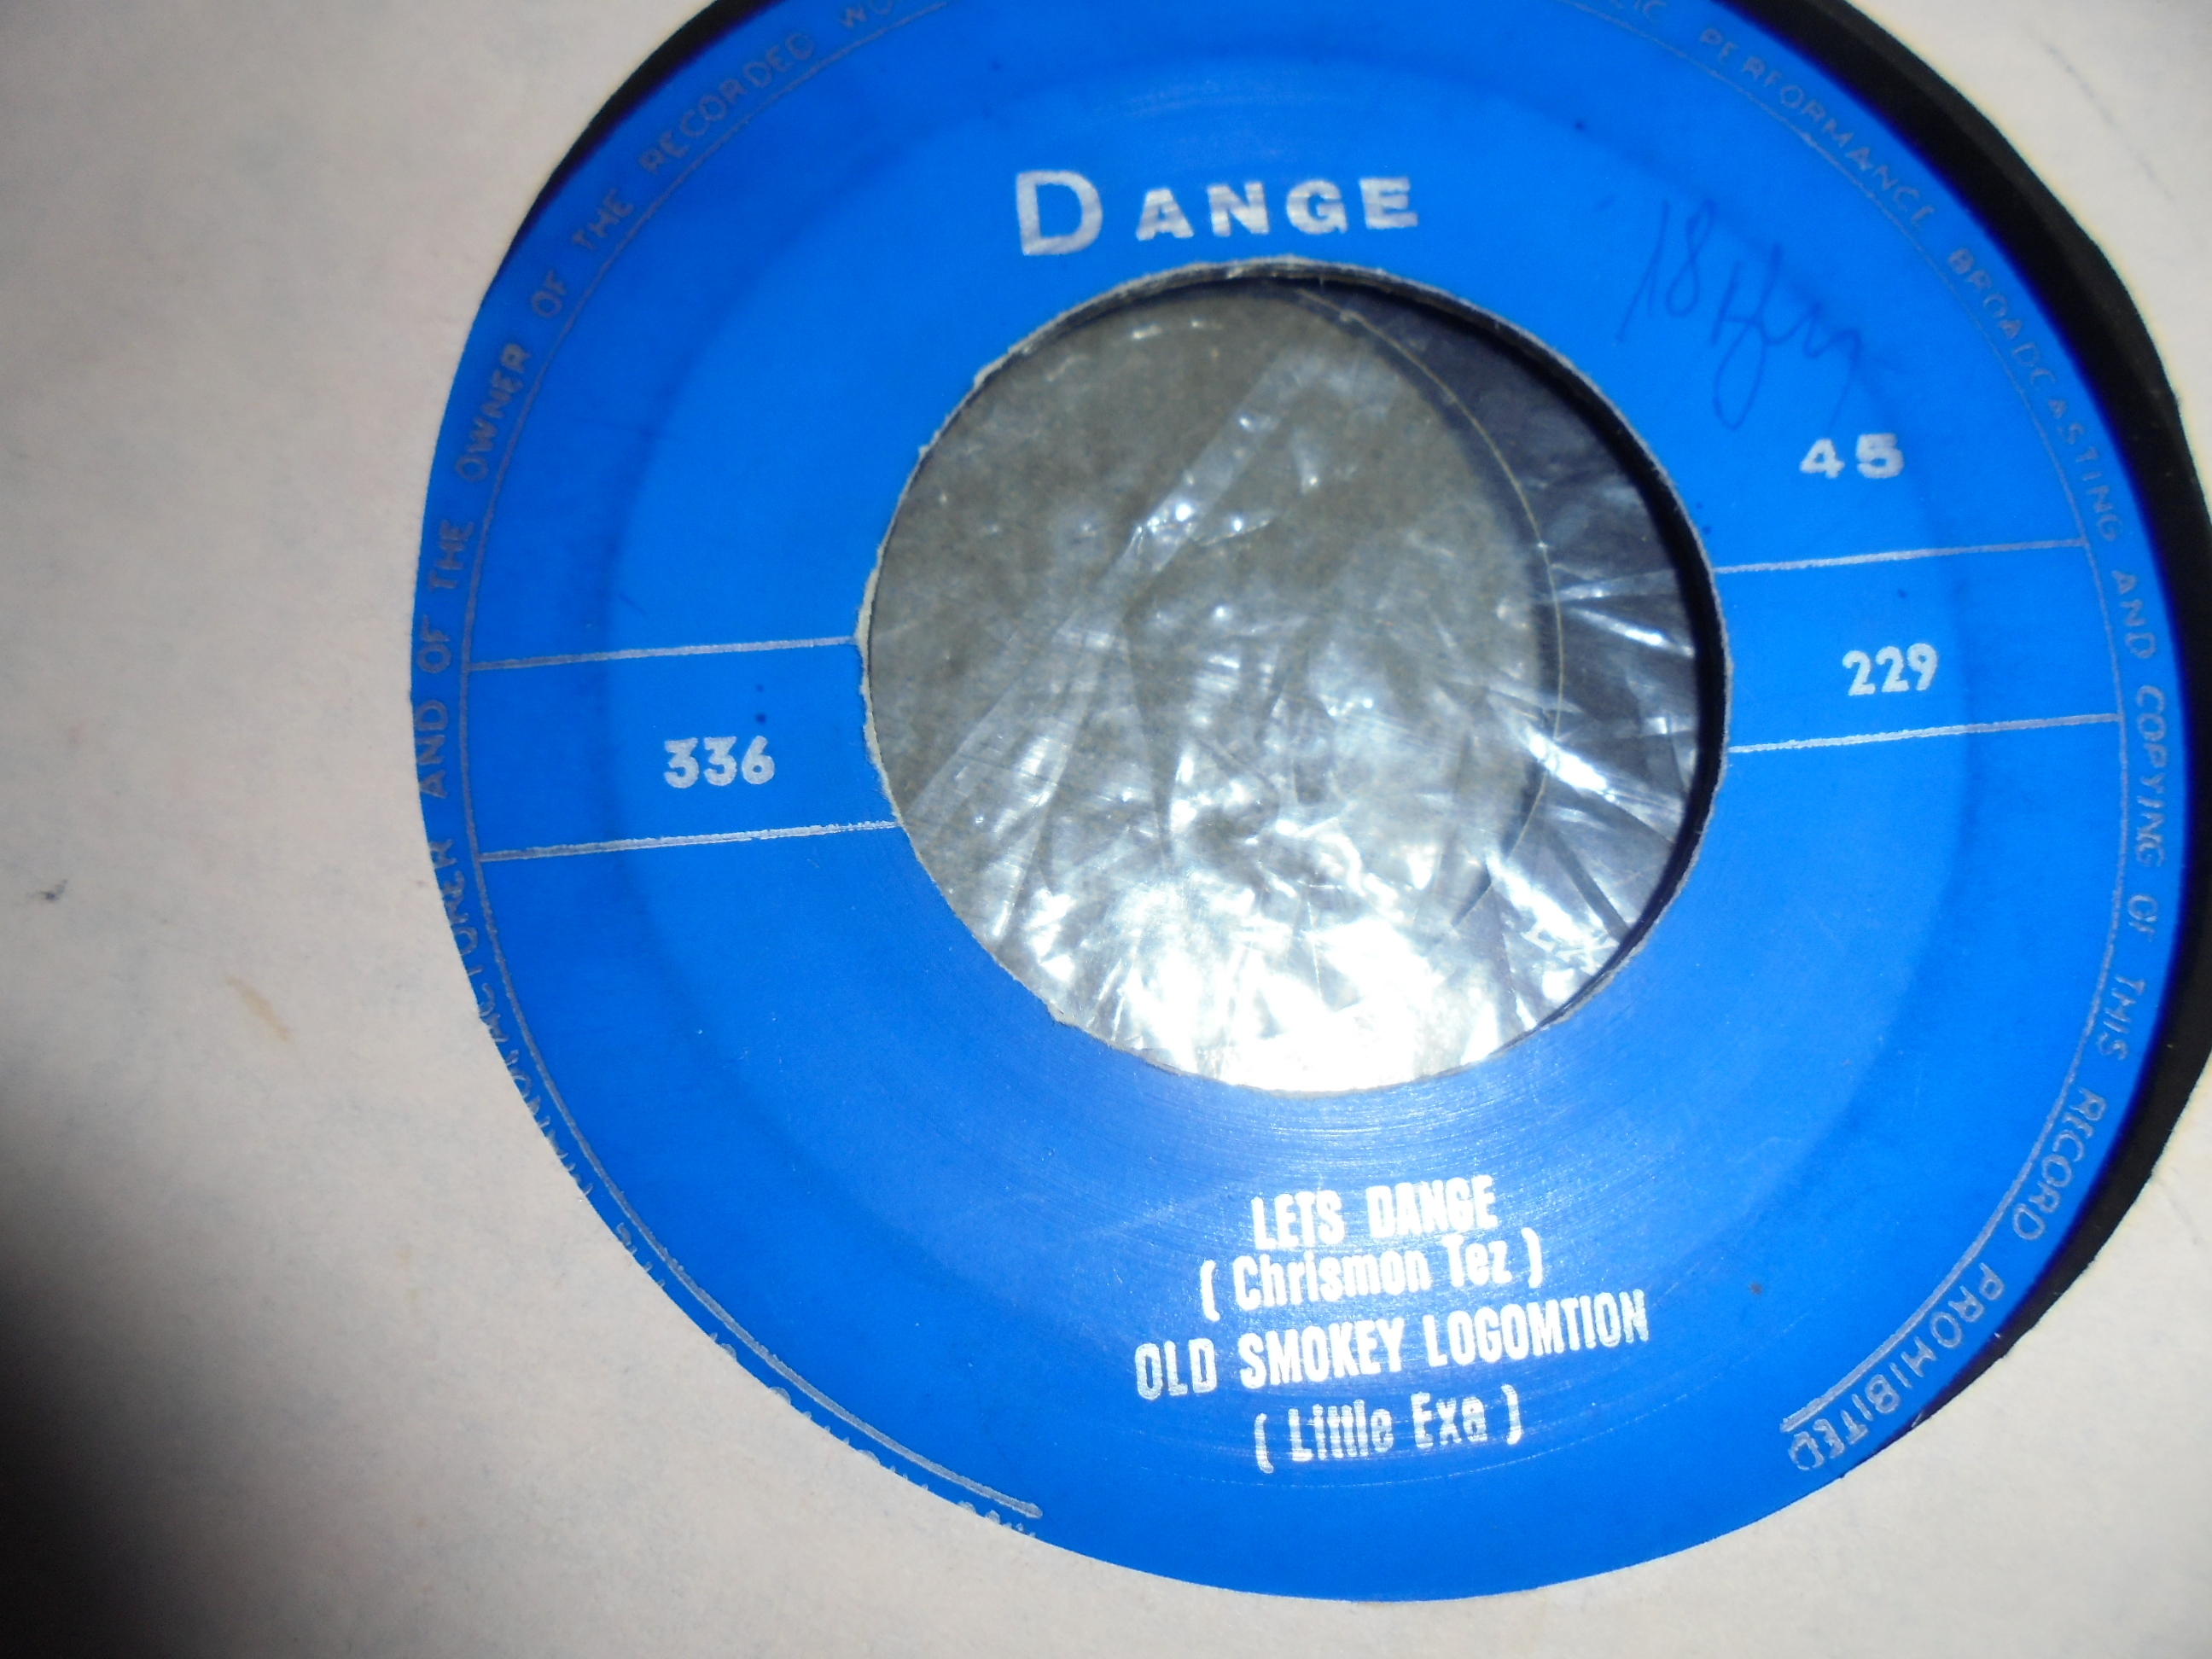 DANGE
45
229
336
LETS DANGE
( Chrismon Tez )
OLD SMOKEY LOGOMTION
( Little Exa )
AND OF THE OWNER OF THE RECORDED
PERFORMANCE BROADCASTING AND COPYING OF THIS RECORD PROHIBITED